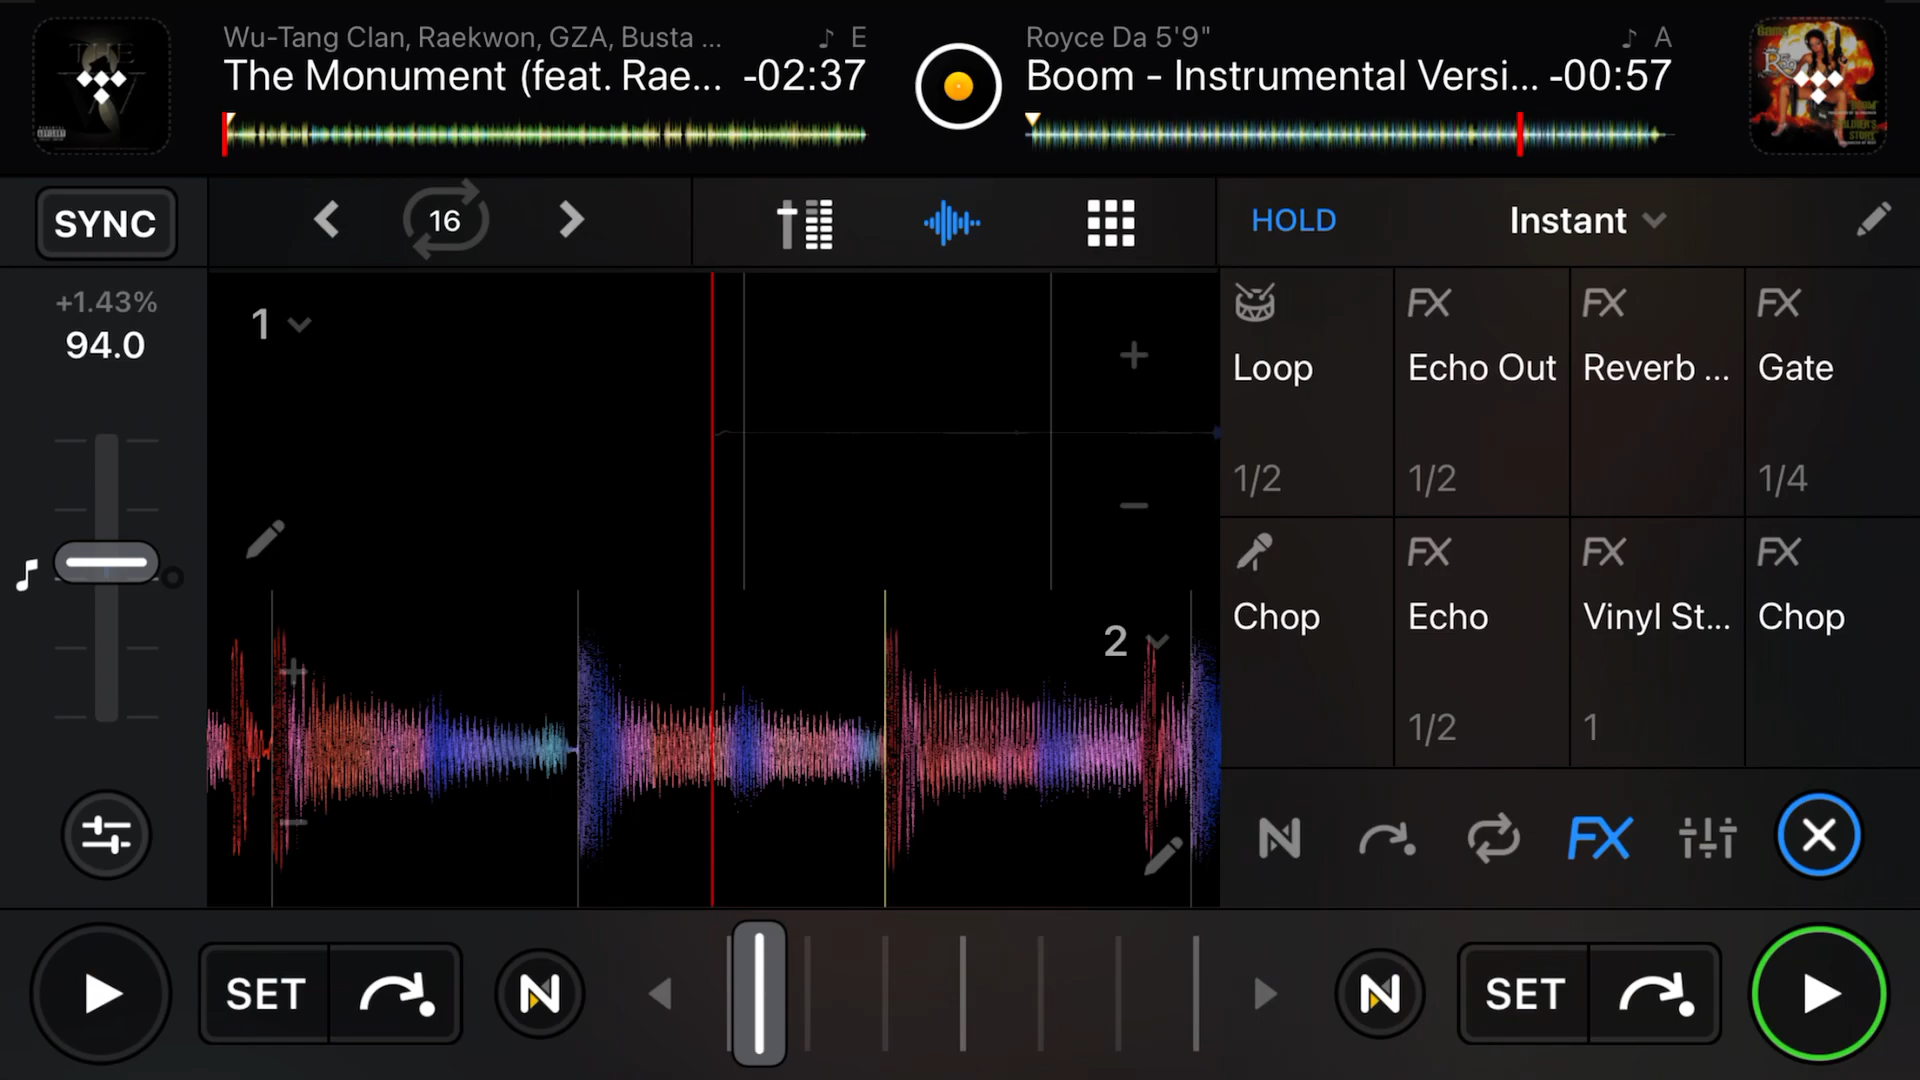 Wu-Tang Clan, Raekwon, GZA, Busta ... E
The Monument (feat. Rae... -02:37
Royce Da 5'9" A
Boom - Instrumental Versi... -00:57
SYNC
16
HOLD
Instant
+1.43%
94.0
1
2
FX
FX
FX
Loop
Echo Out
Reverb ...
Gate
1/2
1/2
1/4
FX
FX
FX
Chop
Echo
Vinyl St...
Chop
1/2
1
N
FX
SET
N
N
SET